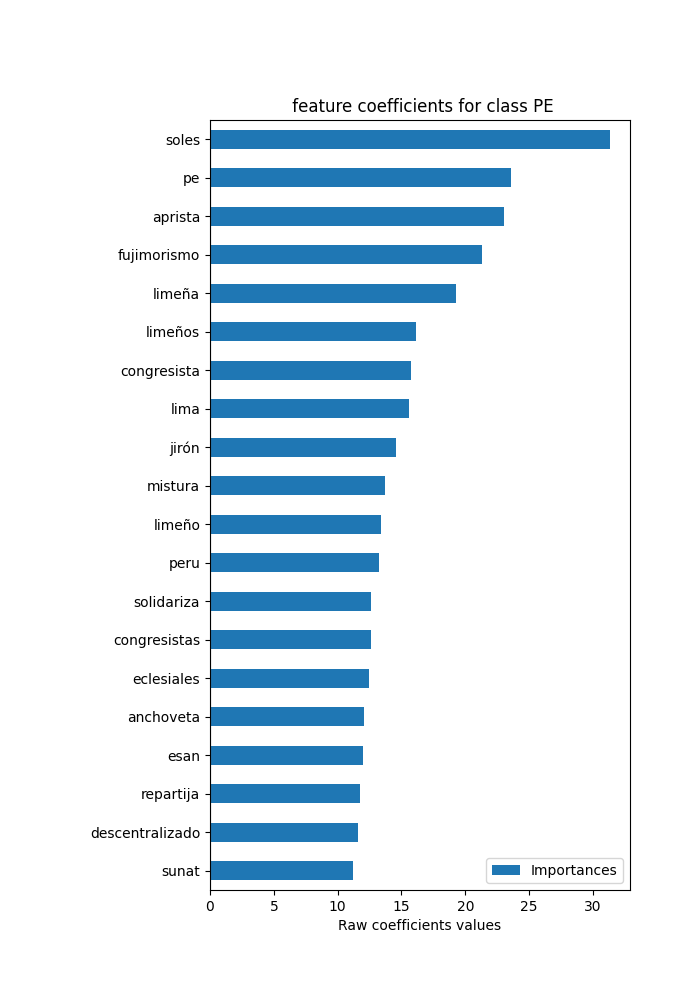 feature coefficients for class PE
soles
pe
aprista
fujimorismo
limeña
limeños
congresista
lima
jirón
mistura
limeño
peru
solidariza
congresistas
eclesiales
anchoveta
esan
repartija
descentralizado
sunat
Importances
0 5 10 15 20 25 30
Raw coefficients values